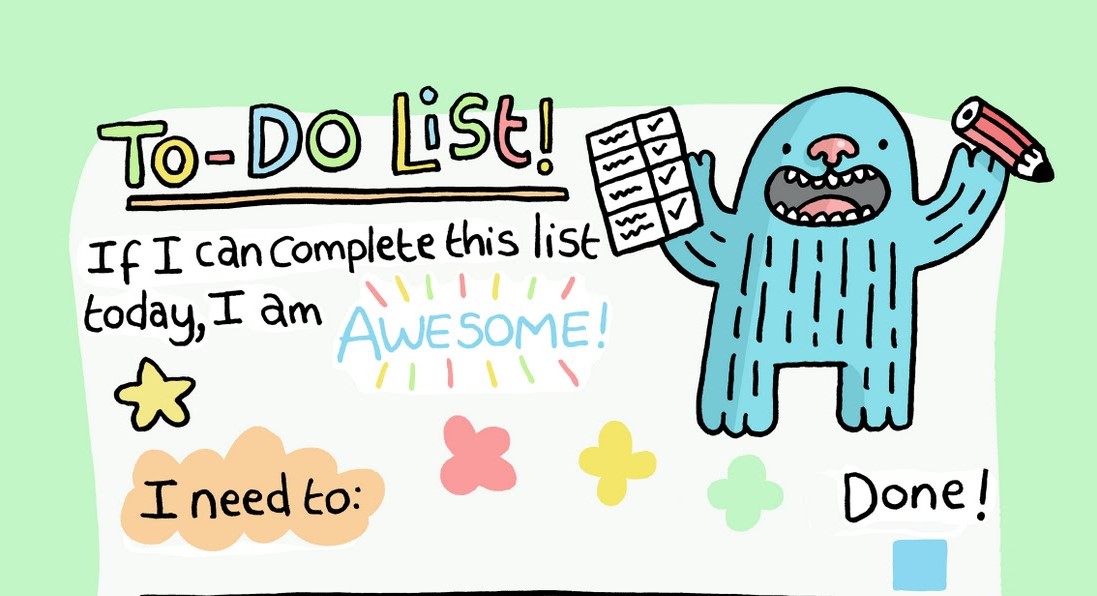 To-Do List!
If I can complete this list
today, I am AWESOME!
I need to:
Done!